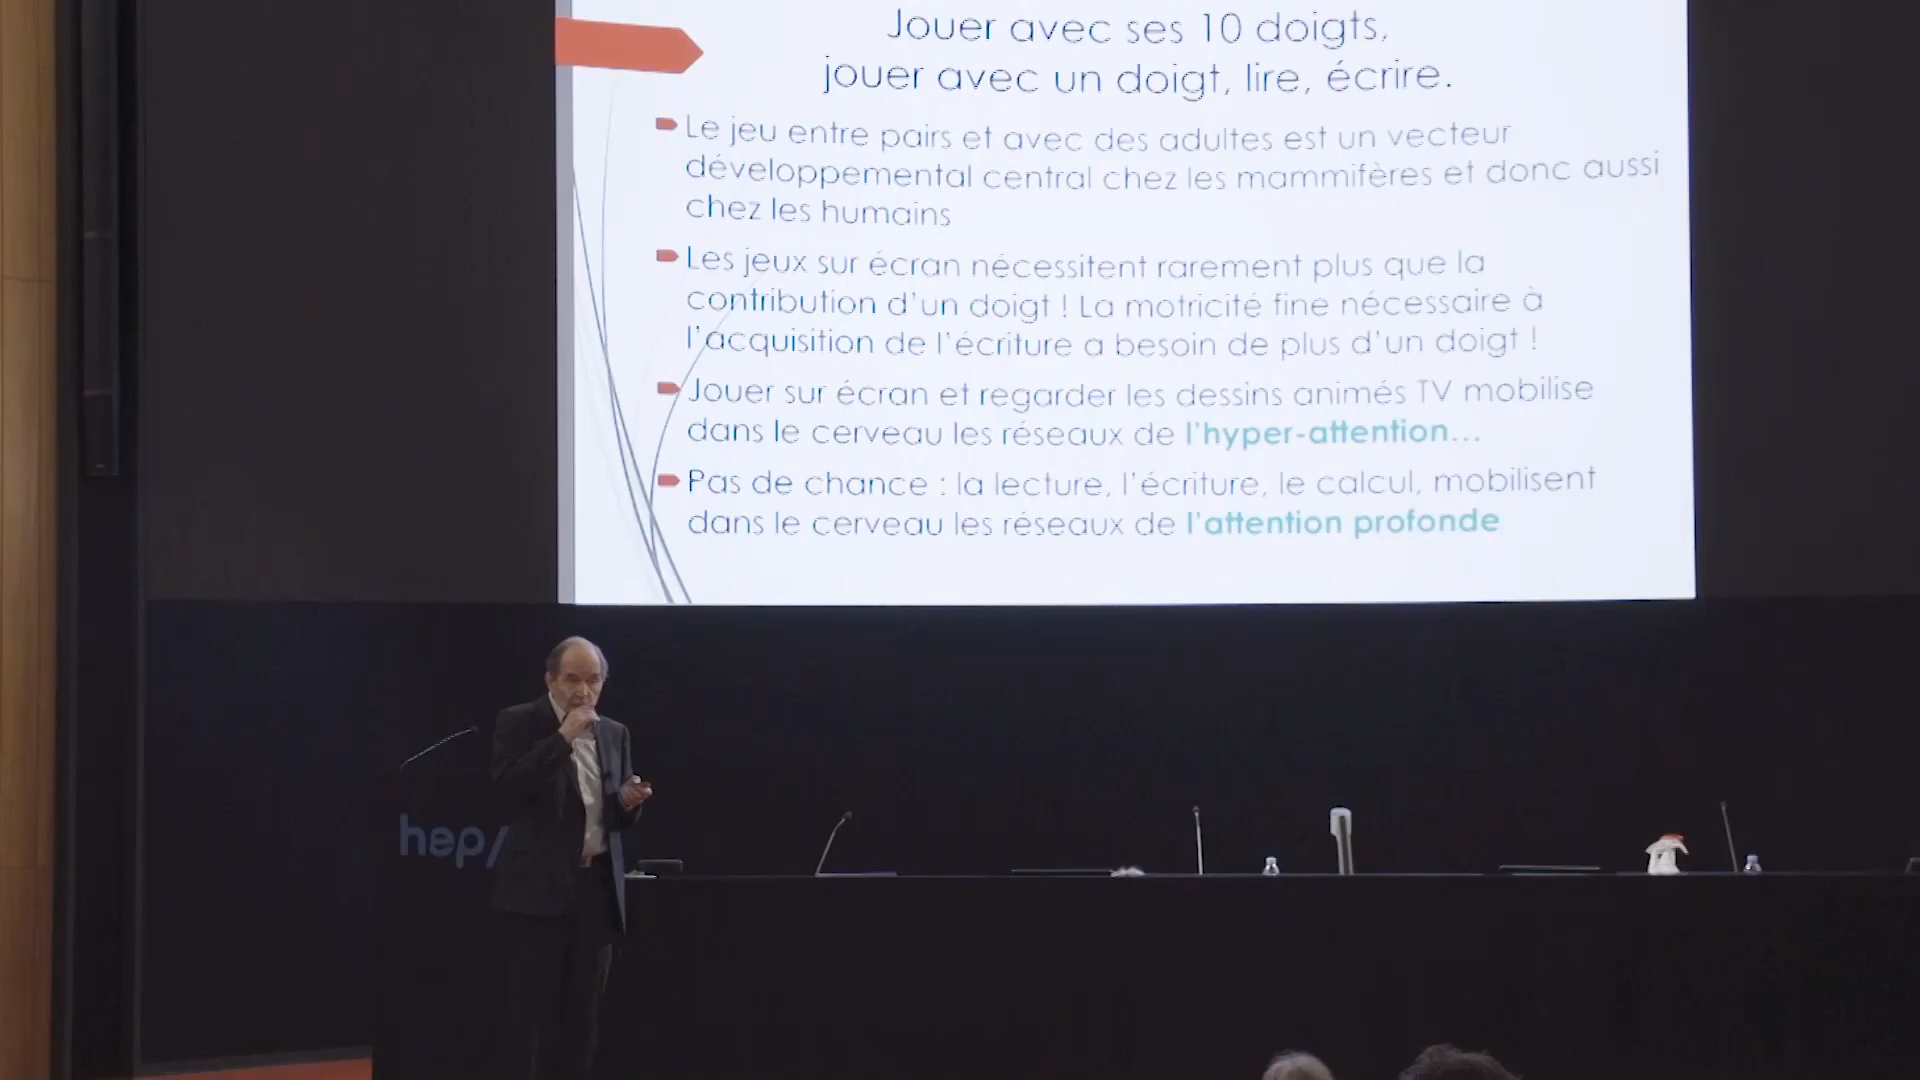 Jouer avec ses 10 doigts,
jouer avec un doigt, lire, écrire.
Le jeu entre pairs et avec des adultes est un vecteur
développemental central chez les mammifères et donc aussi
chez les humains
Les jeux sur écran nécessitent rarement plus que la
contribution d'un doigt ! La motricité fine nécessaire à
l'acquisition de l'écriture a besoin de plus d'un doigt !
Jouer sur écran et regarder les dessins animés TV mobilise
dans le cerveau les réseaux de l'hyper-attention...
Pas de chance : la lecture, l'écriture, le calcul, mobilisent
dans le cerveau les réseaux de l'attention profonde
hep/